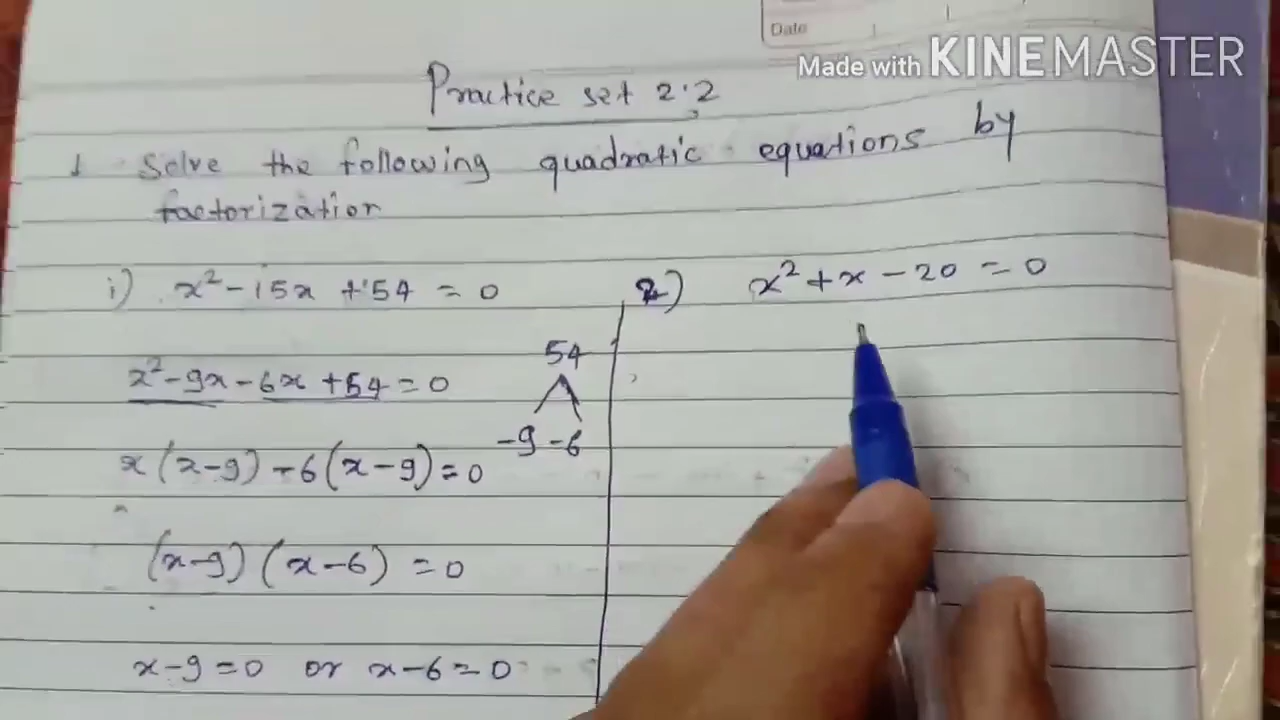 Date
Made with KINEMASTER
Practice set 2.2
1 Solve the following quadratic equations by
factorization
i) x² - 15x + 54 = 0
x² - 9x - 6x + 54 = 0
54
-9 -6
x(x-9) - 6(x-9) = 0
(x-9) (x-6) = 0
x-9 = 0 or x-6 = 0
2) x² + x - 20 = 0